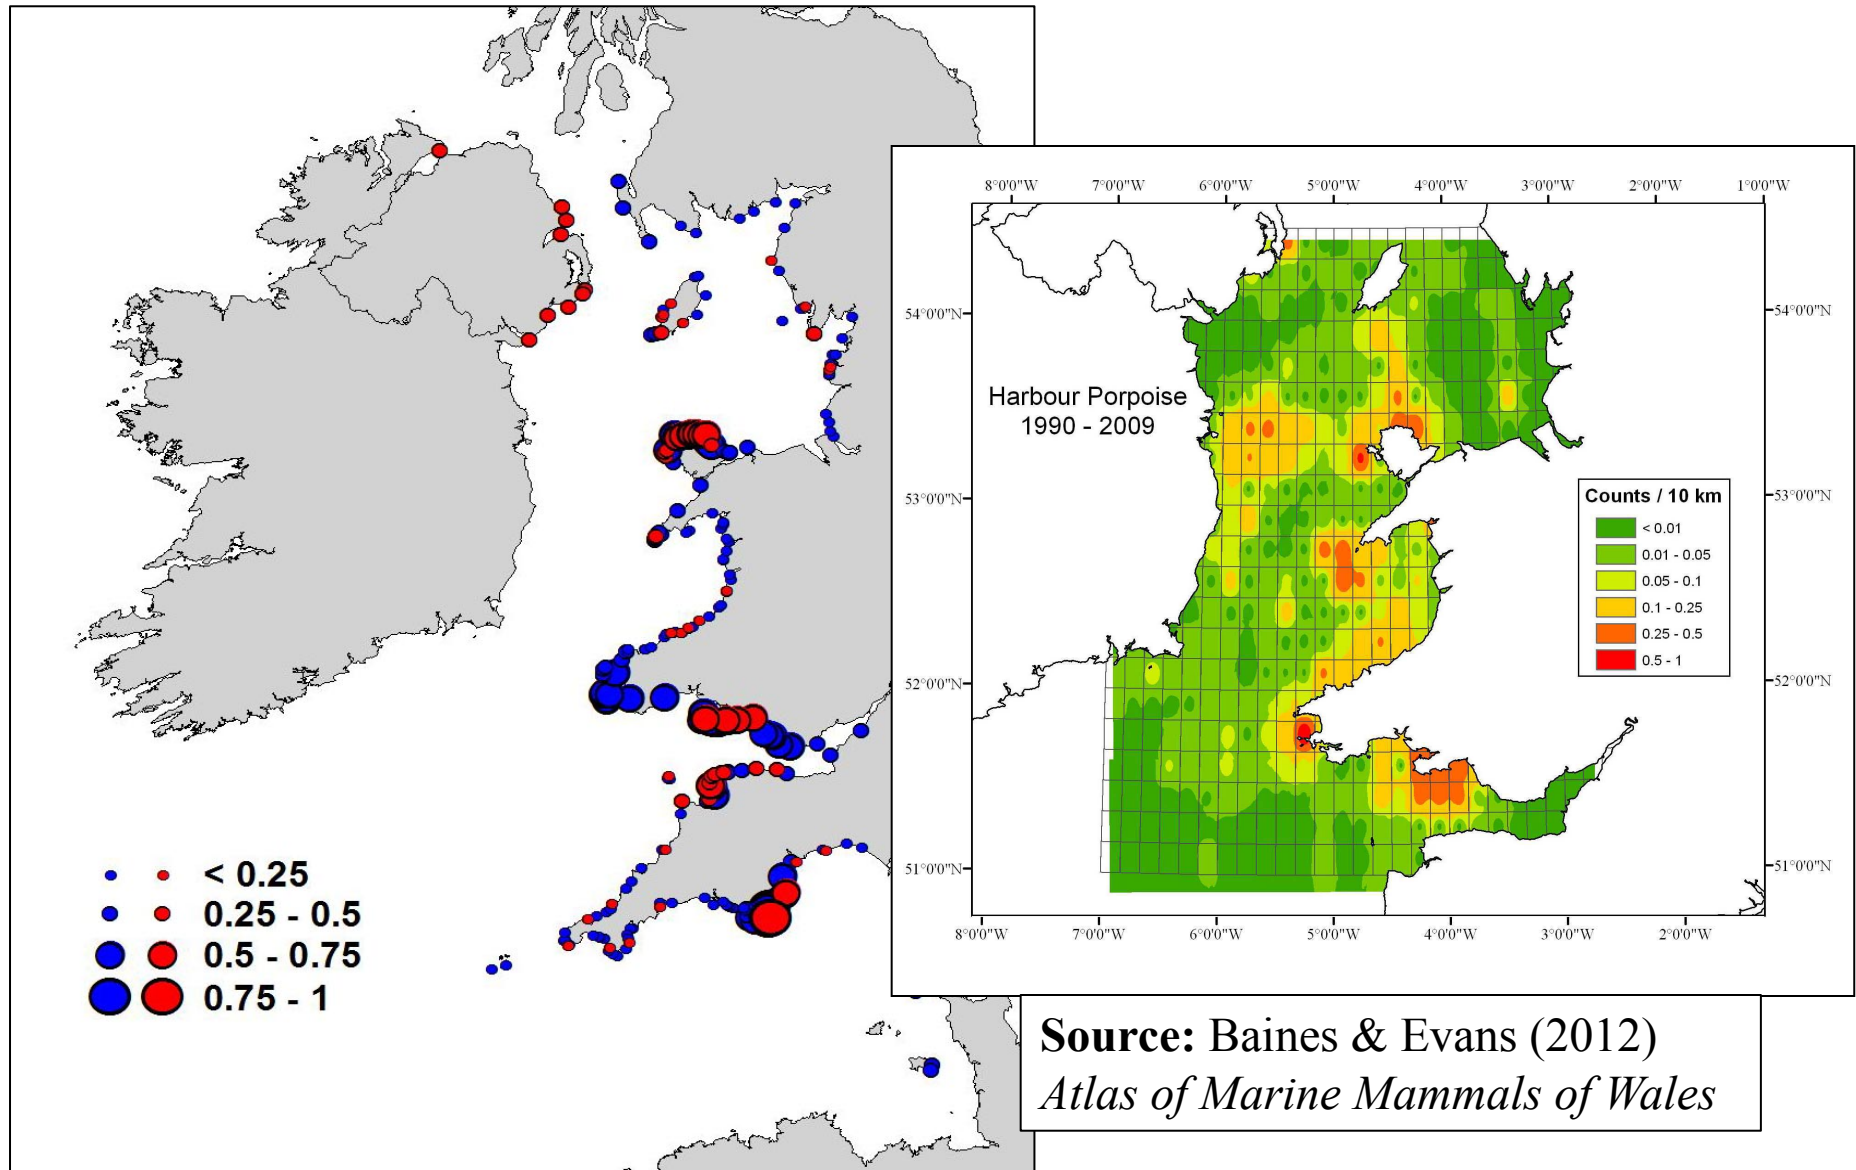 8°0'0"W 7°0'0"W 6°0'0"W 5°0'0"W 4°0'0"W 3°0'0"W 2°0'0"W 1°0'0"W
54°0'0"N 54°0'0"N
Harbour Porpoise
1990 - 2009
53°0'0"N 53°0'0"N
Counts / 10 km
< 0.01
0.01 - 0.05
0.05 - 0.1
0.1 - 0.25
0.25 - 0.5
0.5 - 1
52°0'0"N 52°0'0"N
51°0'0"N 51°0'0"N
8°0'0"W 7°0'0"W 6°0'0"W 5°0'0"W 4°0'0"W 3°0'0"W 2°0'0"W
< 0.25
0.25 - 0.5
0.5 - 0.75
0.75 - 1
Source: Baines & Evans (2012)
Atlas of Marine Mammals of Wales